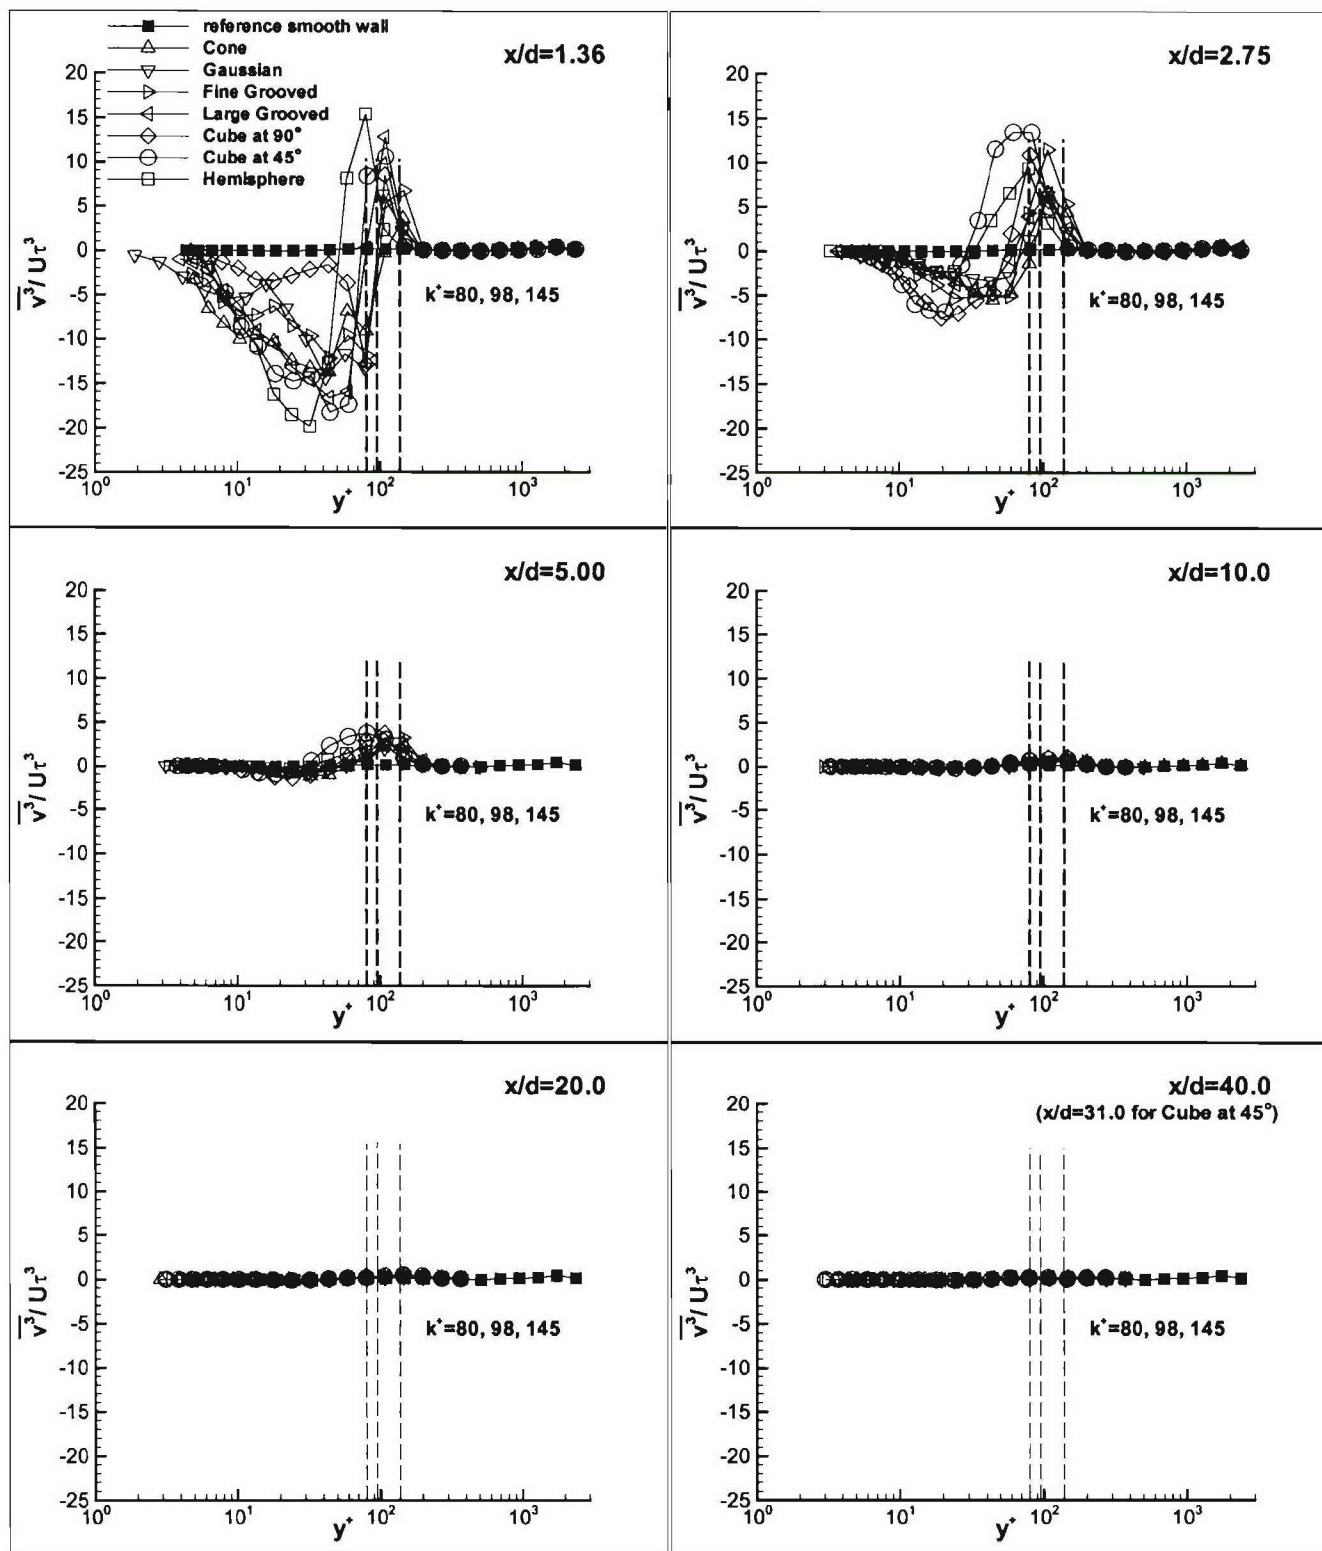 reference smooth wall
Cone
Gaussian
Fine Grooved
Large Grooved
Cube at 90°
Cube at 45°
Hemisphere
x/d=1.36
20
15
10
5
0
-5
-10
-15
-20
-25
v³/ Uτ³
k⁺=80, 98, 145
10⁰ 10¹ 10² 10³
y⁺
x/d=2.75
20
15
10
5
0
-5
-10
-15
-20
-25
v³/ Uτ³
k⁺=80, 98, 145
10⁰ 10¹ 10² 10³
y⁺
x/d=5.00
20
15
10
5
0
-5
-10
-15
-20
-25
v³/ Uτ³
k⁺=80, 98, 145
10⁰ 10¹ 10² 10³
y⁺
x/d=10.0
20
15
10
5
0
-5
-10
-15
-20
-25
v³/ Uτ³
k⁺=80, 98, 145
10⁰ 10¹ 10² 10³
y⁺
x/d=20.0
20
15
10
5
0
-5
-10
-15
-20
-25
v³/ Uτ³
k⁺=80, 98, 145
10⁰ 10¹ 10² 10³
y⁺
x/d=40.0
(x/d=31.0 for Cube at 45°)
20
15
10
5
0
-5
-10
-15
-20
-25
v³/ Uτ³
k⁺=80, 98, 145
10⁰ 10¹ 10² 10³
y⁺